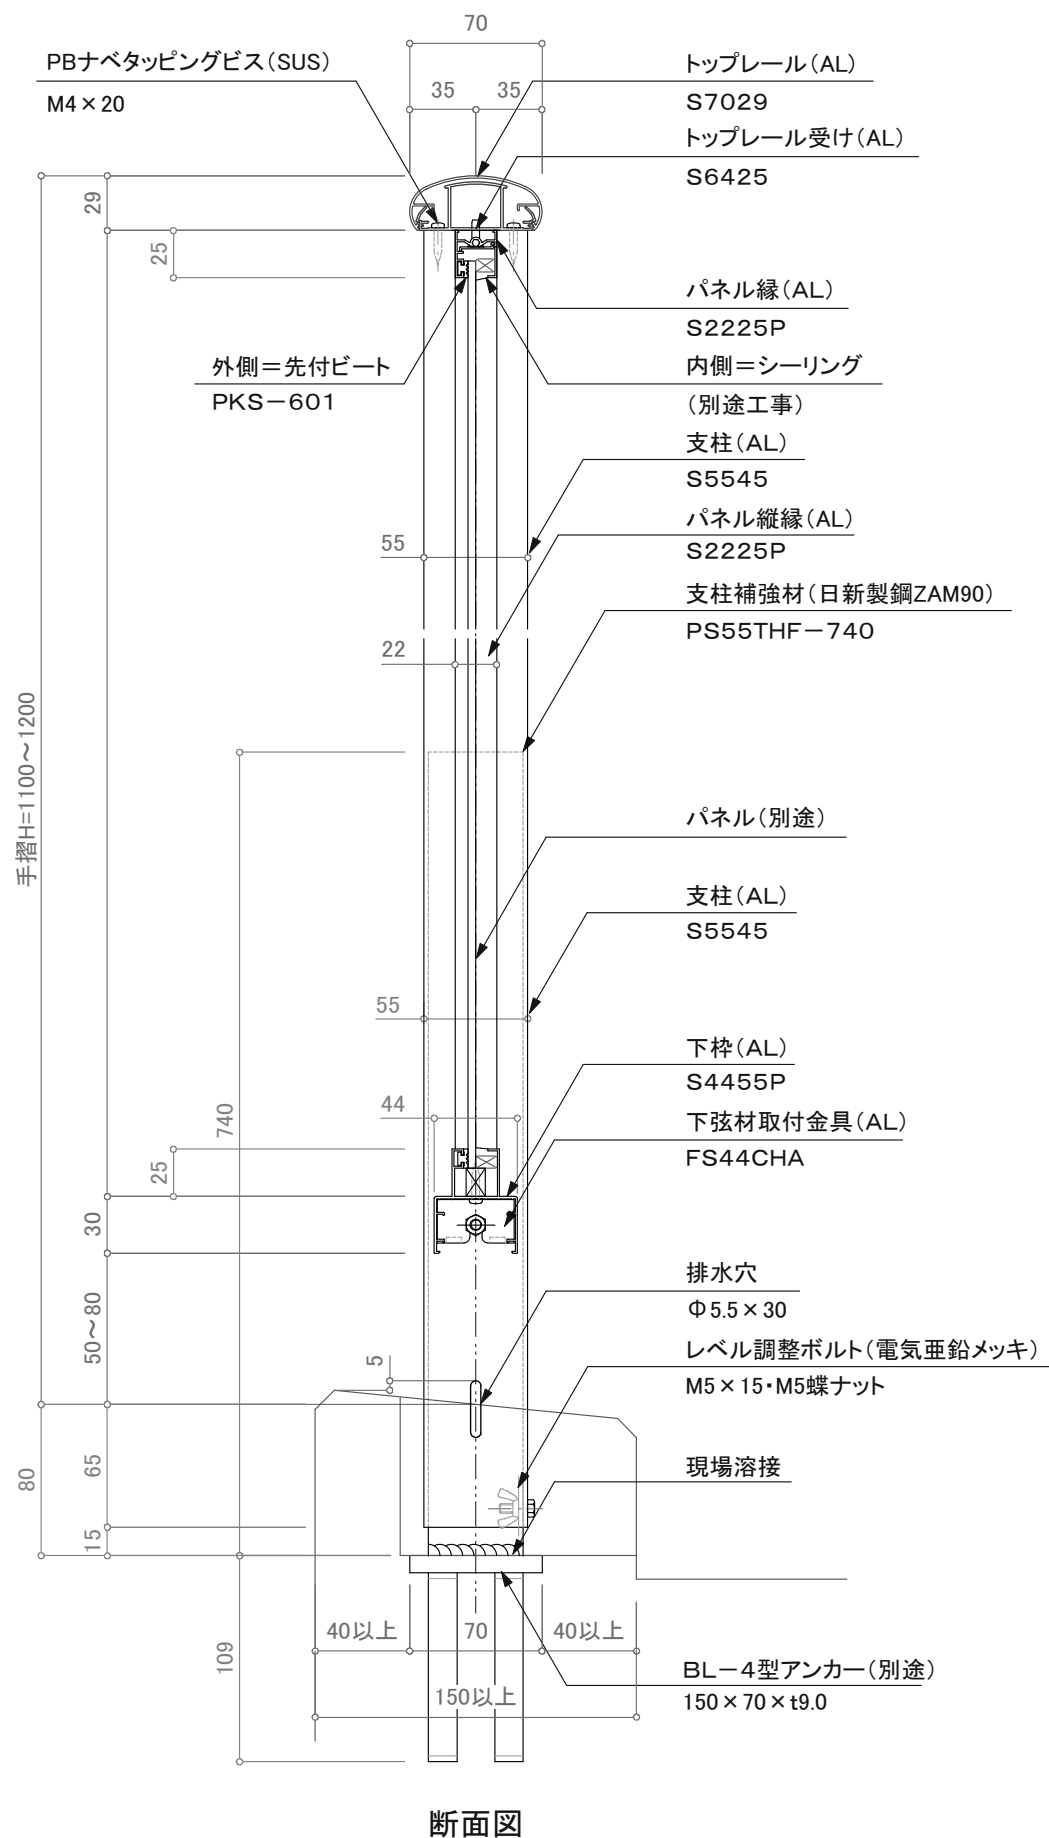 70
PBナベタッピングビス(SUS)
M4×20
35
35
トップレール(AL)
S7029
トップレール受け(AL)
S6425
29
25
パネル縁(AL)
S2225P
外側＝先付ビート
PKS－601
内側＝シーリング
(別途工事)
支柱(AL)
S5545
パネル縦縁(AL)
S2225P
55
支柱補強材(日新製鋼ZAM90)
PS55THF－740
22
手摺H=1100～1200
パネル(別途)
支柱(AL)
S5545
55
下枠(AL)
S4455P
44
740
下弦材取付金具(AL)
FS44CHA
25
30
排水穴
Φ5.5×30
50～80
5
レベル調整ボルト(電気亜鉛メッキ)
M5×15・M5蝶ナット
65
80
現場溶接
15
40以上
70
40以上
109
BL－4型アンカー(別途)
150×70×t9.0
150以上
断面図